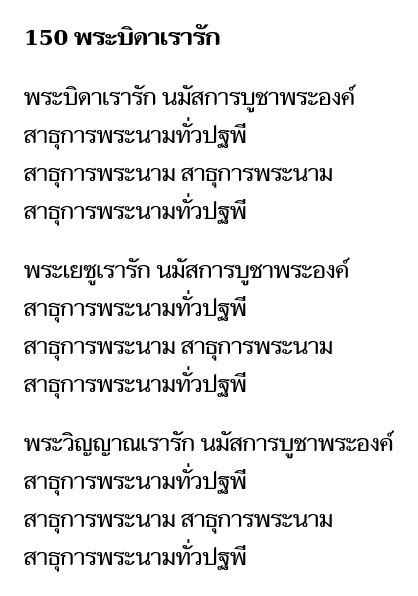 150 พระบิดาเรารัก
พระบิดาเรารัก นมัสการบูชาพระองค์
สาธุการพระนามทั่วปฐพี
สาธุการพระนาม สาธุการพระนาม
สาธุการพระนามทั่วปฐพี
พระเยซูเรารัก นมัสการบูชาพระองค์
สาธุการพระนามทั่วปฐพี
สาธุการพระนาม สาธุการพระนาม
สาธุการพระนามทั่วปฐพี
พระวิญญาณเรารัก นมัสการบูชาพระองค์
สาธุการพระนามทั่วปฐพี
สาธุการพระนาม สาธุการพระนาม
สาธุการพระนามทั่วปฐพี